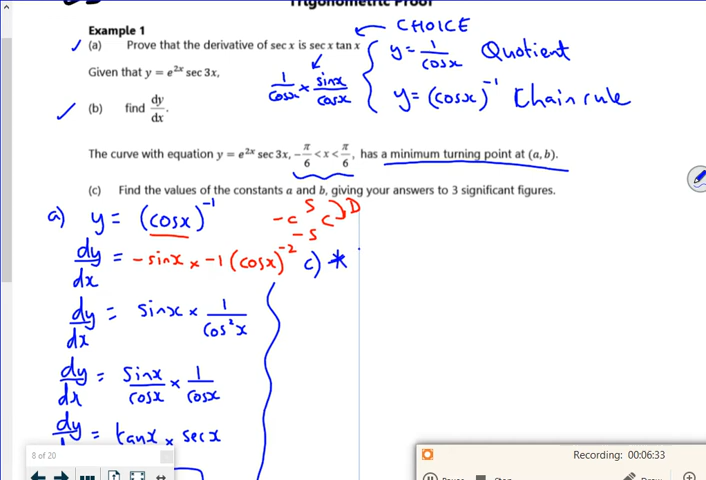 Trigonometric Proof
Example 1
← CHOICE
✓ (a) Prove that the derivative of sec x is sec x tan x
y = 1/cosx Quotient
Given that y = e^{2x} sec 3x,
1/cosx × sinx/cosx
y = (cosx)^{-1} Chain rule
✓ (b) find dy/dx.
The curve with equation y = e^{2x} sec 3x, -π/6 < x < π/6, has a minimum turning point at (a, b).
(c) Find the values of the constants a and b, giving your answers to 3 significant figures.
a) y = (cosx)^{-1}
S
-C C D
-S
dy/dx = -sinx × -1 (cosx)^{-2} c) *
dy/dx = sinx × 1/cos²x
dy/dx = sinx/cosx × 1/cosx
dy/ = tanx × secx
8 of 20
Recording: 00:06:33